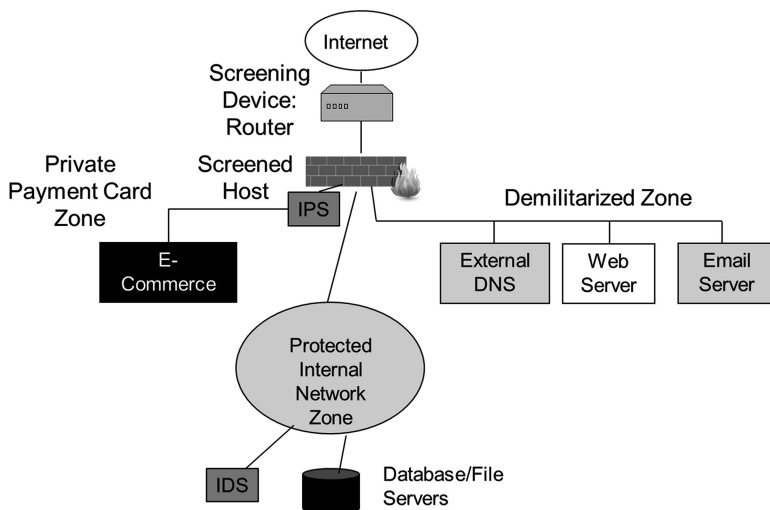 Internet
Screening
Device:
Router
Private
Payment Card
Zone
Screened
Host
IPS
Demilitarized Zone
E-
Commerce
External
DNS
Web
Server
Email
Server
Protected
Internal
Network
Zone
IDS
Database/File
Servers